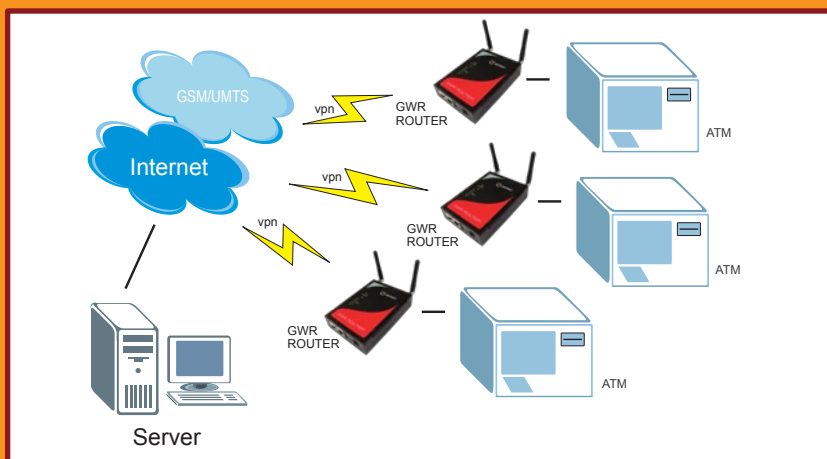 GSM/UMTS
vpn
GWR
ROUTER
ATM
Internet
vpn
GWR
ROUTER
ATM
vpn
GWR
ROUTER
ATM
Server